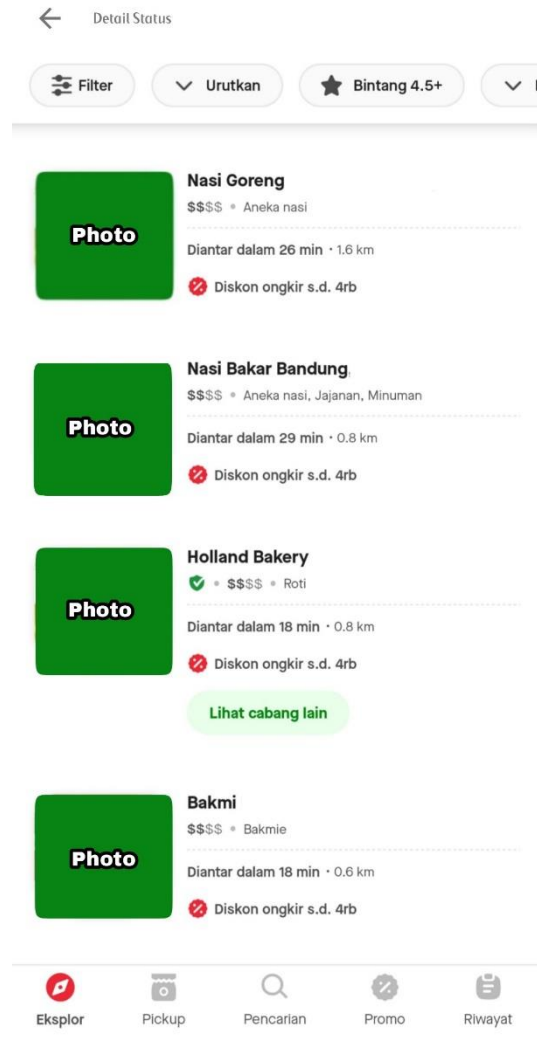 Detail Status
Filter
Urutkan
Bintang 4.5+
Photo
Nasi Goreng
$$$$ • Aneka nasi
Diantar dalam 26 min · 1.6 km
Diskon ongkir s.d. 4rb
Photo
Nasi Bakar Bandung
$$$$ • Aneka nasi, Jajanan, Minuman
Diantar dalam 29 min · 0.8 km
Diskon ongkir s.d. 4rb
Photo
Holland Bakery
• $$$$ • Roti
Diantar dalam 18 min · 0.8 km
Diskon ongkir s.d. 4rb
Lihat cabang lain
Photo
Bakmi
$$$$ • Bakmie
Diantar dalam 18 min · 0.6 km
Diskon ongkir s.d. 4rb
Eksplor
Pickup
Pencarian
Promo
Riwayat